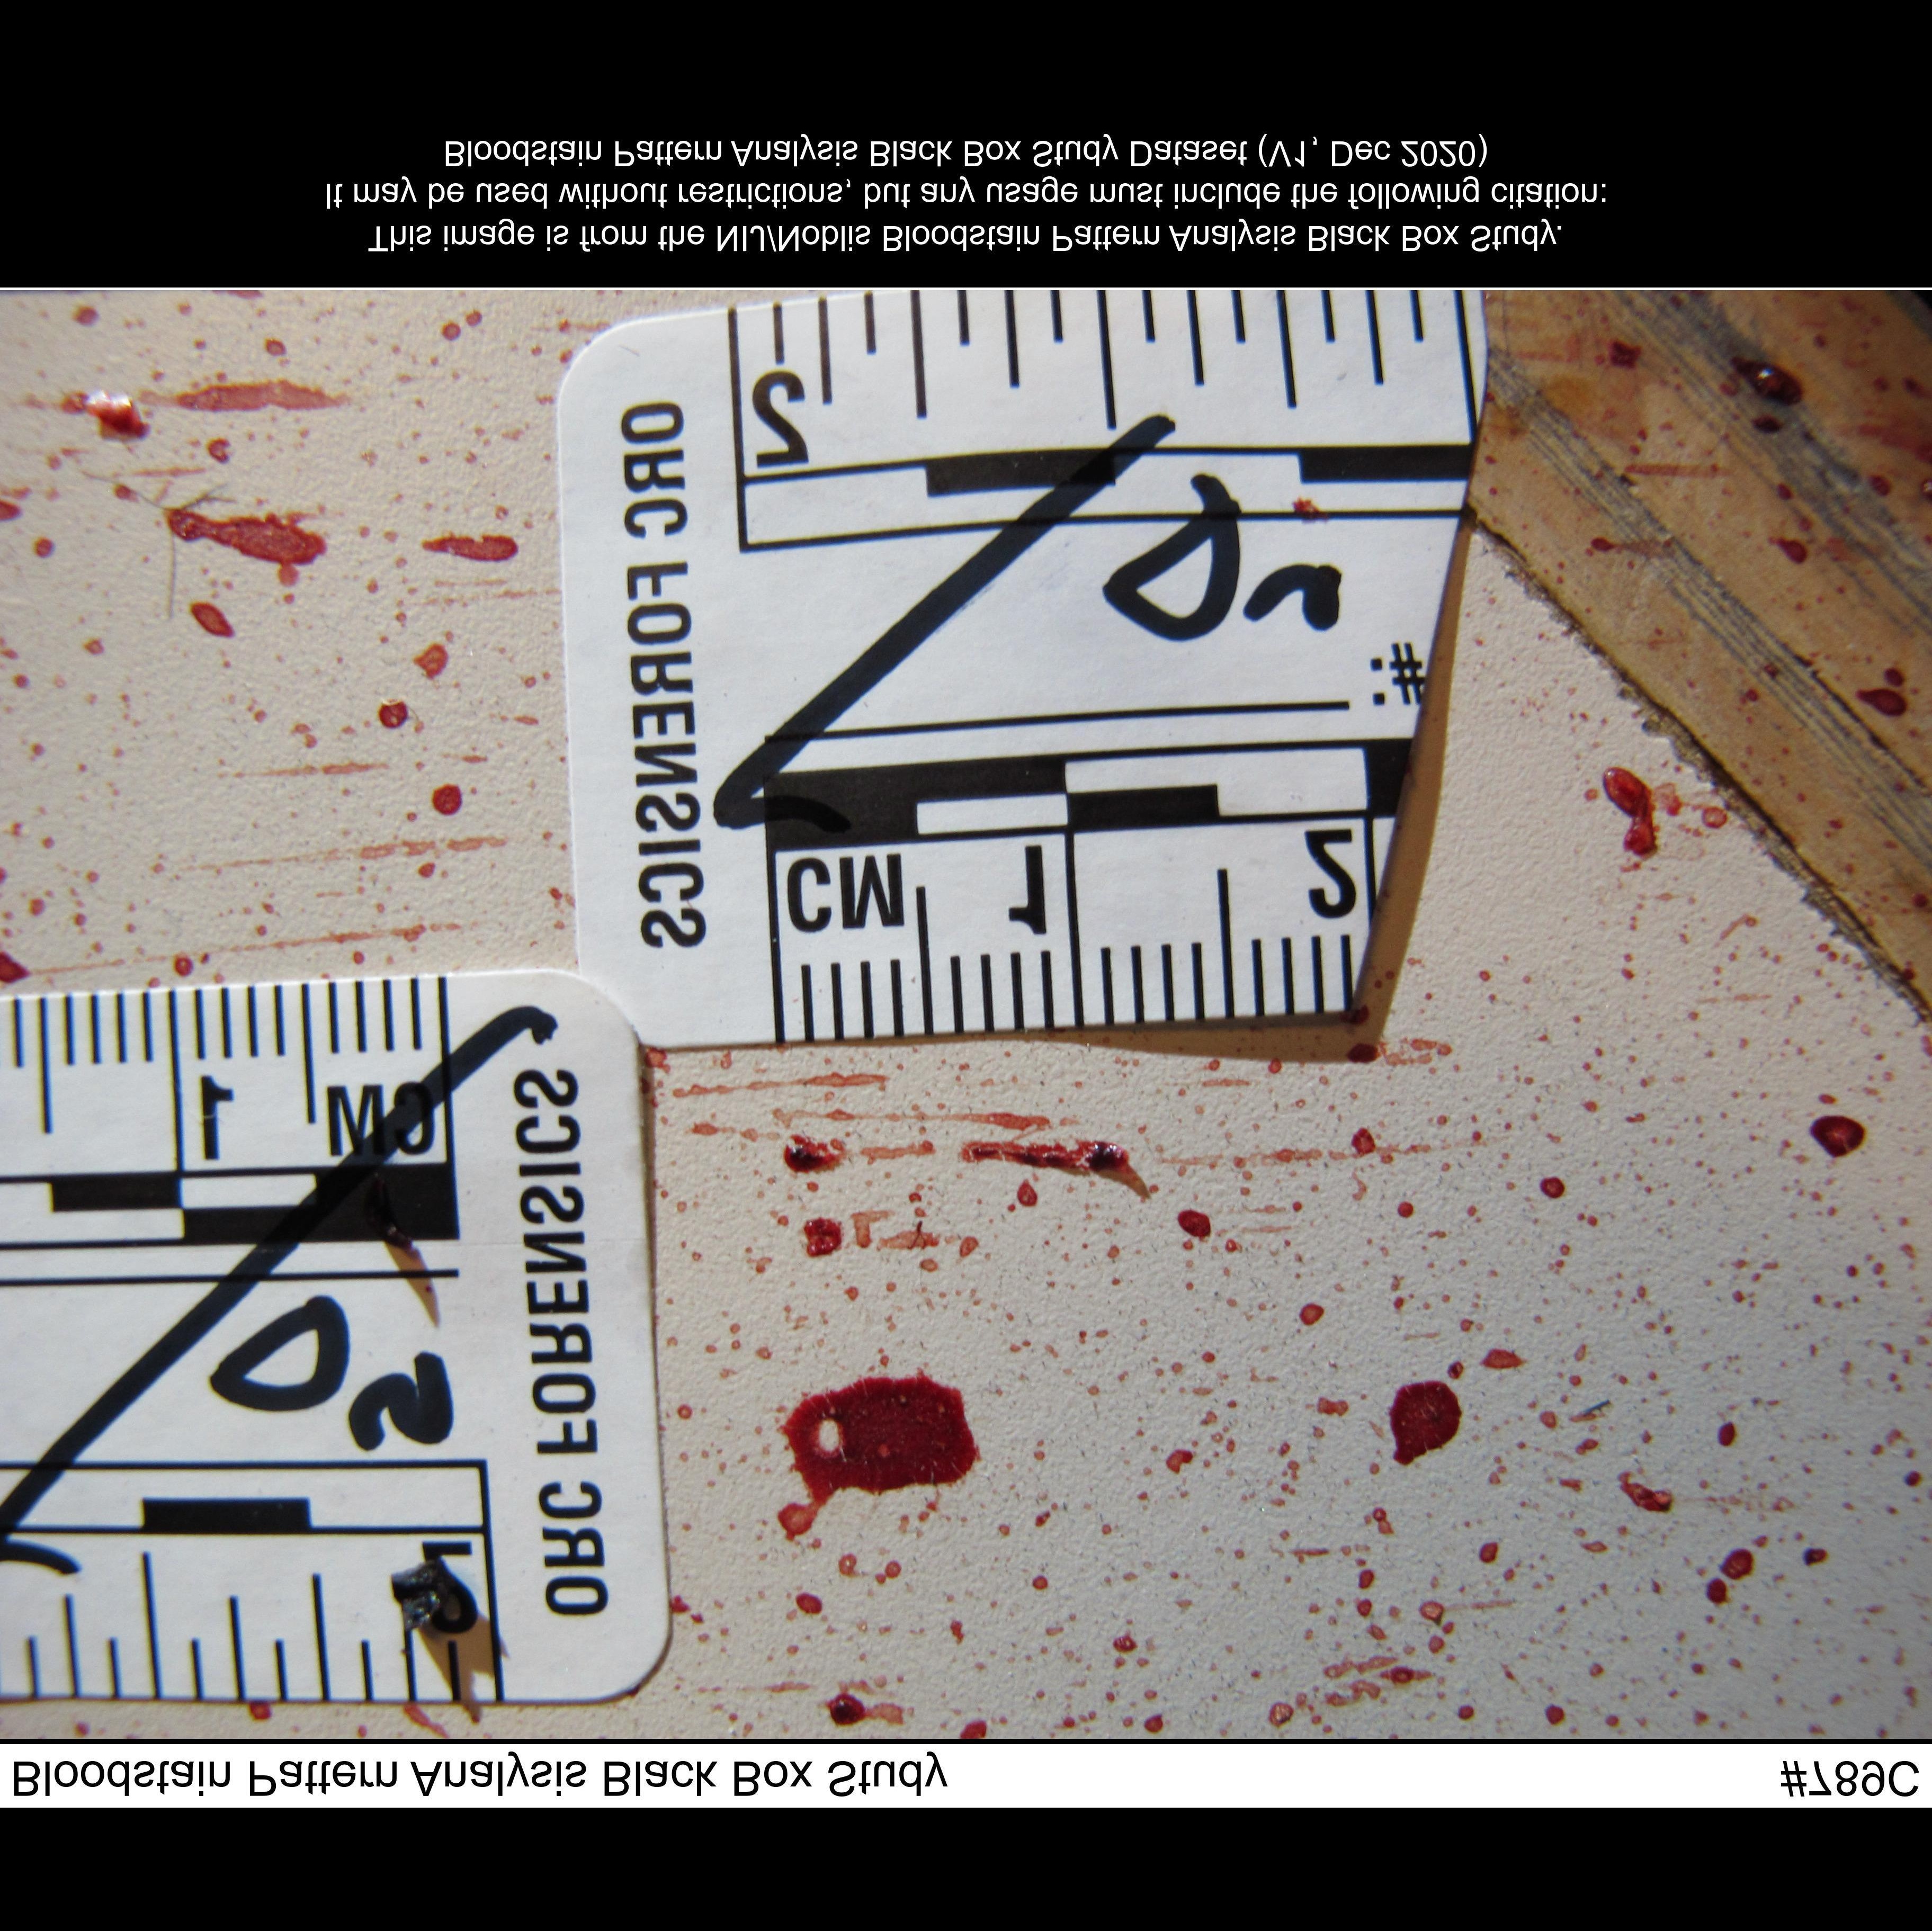 Bloodstain Pattern Analysis Black Box Study #789C
ORC FORENSICS
CM 1
ORC FORENSICS
CM 1 2
#:
2
This image is from the NIJ/Noblis Bloodstain Pattern Analysis Black Box Study.
It may be used without restrictions, but any usage must include the following citation:
Bloodstain Pattern Analysis Black Box Study Dataset (V1, Dec 2020)